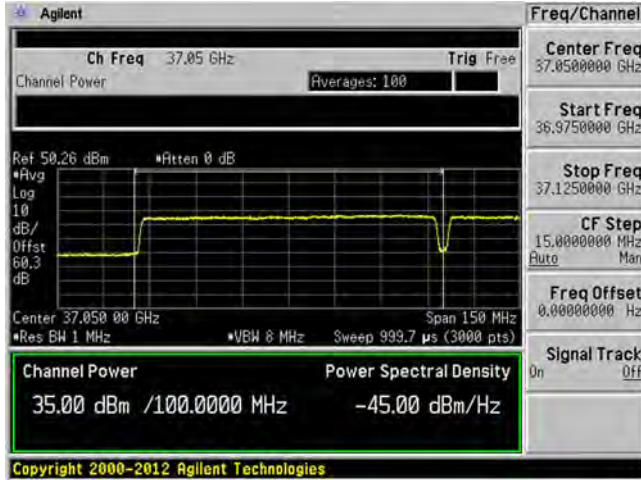 Agilent
Freq/Channel
Ch Freq 37.05 GHz Trig Free
Channel Power Averages: 100
Center Freq
37.0500000 GHz
Start Freq
36.9750000 GHz
Stop Freq
37.1250000 GHz
CF Step
15.0000000 MHz
Auto Man
Freq Offset
0.00000000 Hz
Signal Track
On Off
Ref 50.26 dBm *Atten 0 dB
*Avg
Log
10
dB/
Offst
60.3
dB
Center 37.050 00 GHz Span 150 MHz
*Res BW 1 MHz *VBW 8 MHz Sweep 999.7 µs (3000 pts)
Channel Power Power Spectral Density
35.00 dBm /100.0000 MHz -45.00 dBm/Hz
Copyright 2000-2012 Agilent Technologies